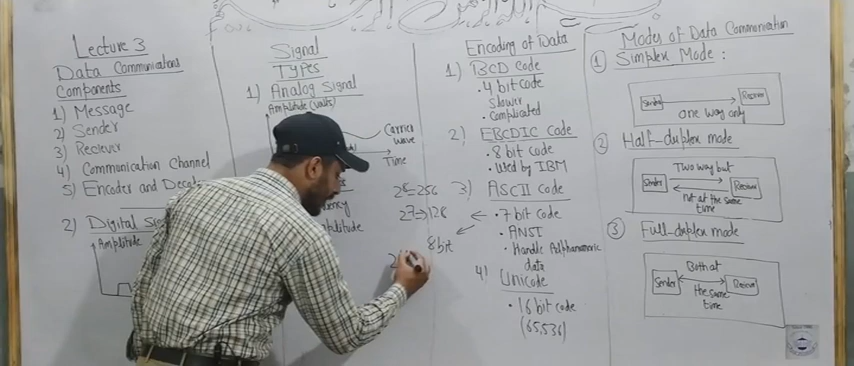 Lecture 3
Data Communications
Components
1) Message
2) Sender
3) Reciever
4) Communication Channel
5) Encoder and
2) Digital
Amplitude
Signal
Types
1) Analog Signal
Amplitude (volts)
Carrier
wave
Time
2^8=256
2^7=>128
8bit
Encoding of Data
1.) BCD Code
• 4 bit code
Slower
• Complicated
2) EBCDIC Code
• 8 bit code
• Used by IBM
3) ASCII Code
• 7 bit code
• ANSI
• Handle Adphanomeric
data
4) Unicode
• 16 bit code
(65,536)
Modes of Data Communication
① Simplex Mode :
Sender
Reciever
One way only
② Half-duplex mode
Two way but
Sender
Reciever
not at the same
time
③ Full-duplex mode
Both at
Sender
Reciever
the same
time